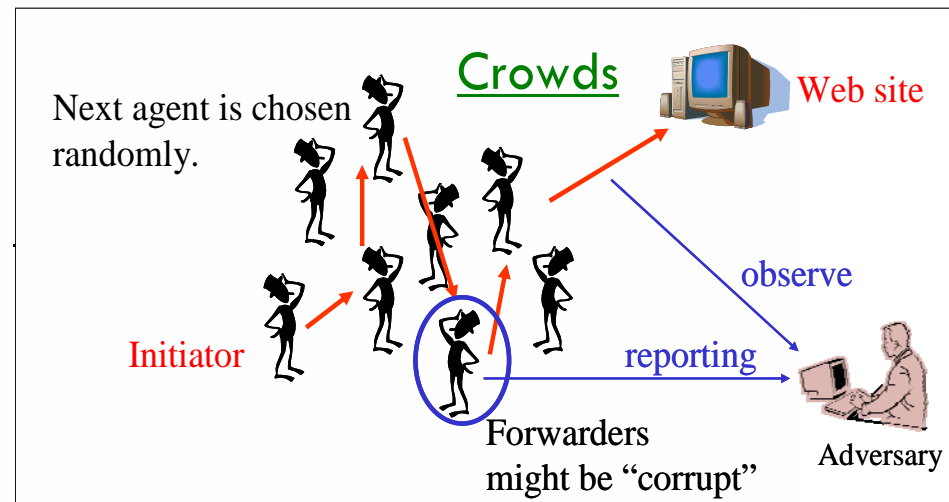 Crowds
Next agent is chosen
randomly.
Web site
observe
Initiator
reporting
Forwarders
might be “corrupt”
Adversary